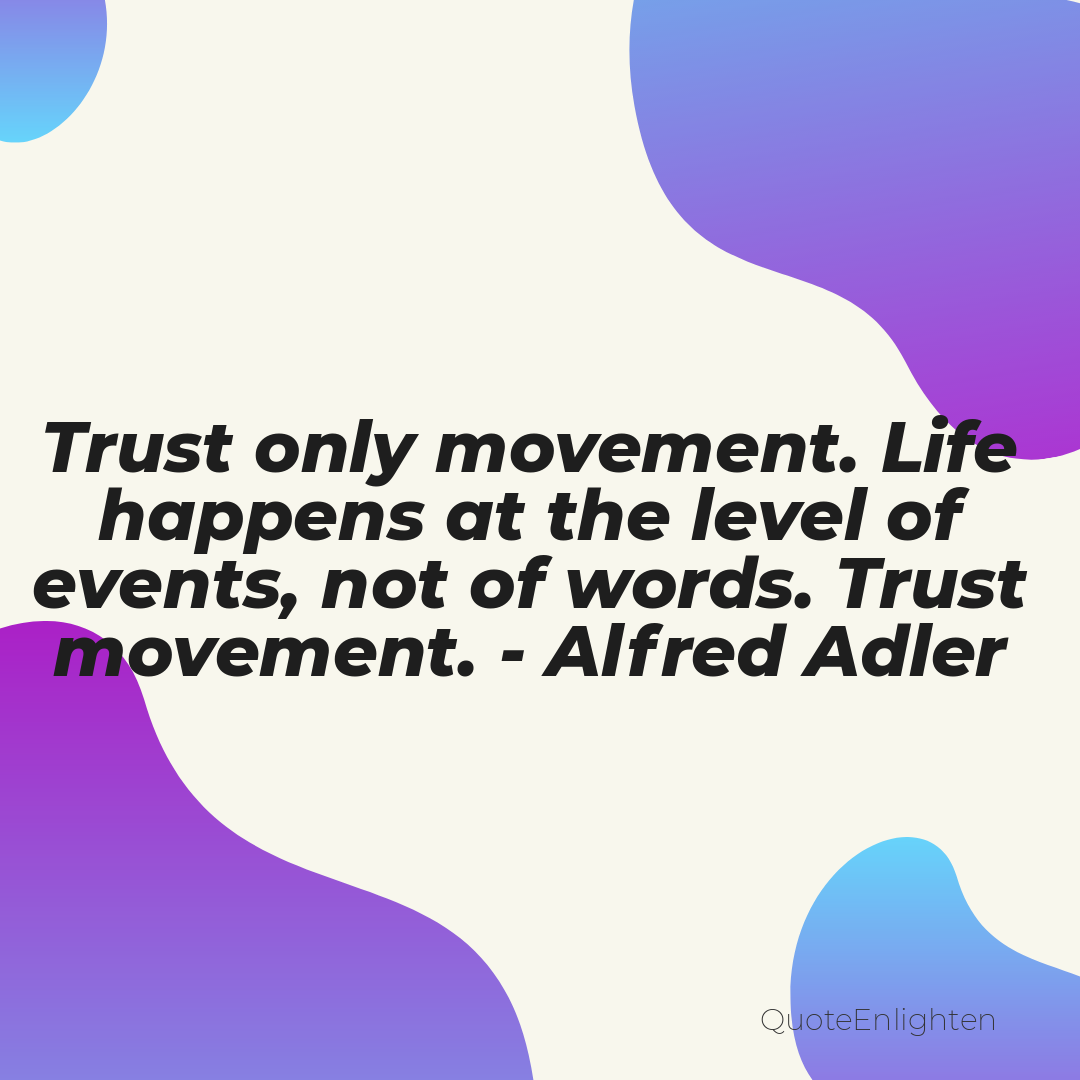 Trust only movement. Life
happens at the level of
events, not of words. Trust
movement. - Alfred Adler
QuoteEnlighten